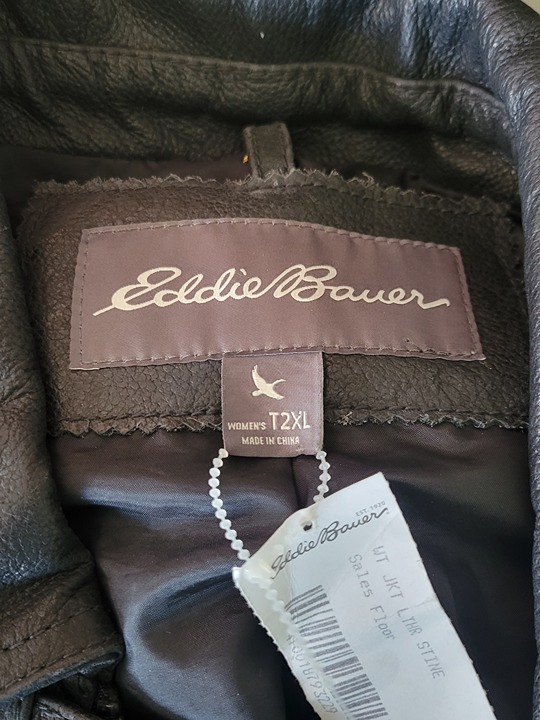 Eddie Bauer
WOMEN'S T2XL
MADE IN CHINA
EST. 1920
Eddie Bauer
WT JKT LTHR STINE
Sales Floor